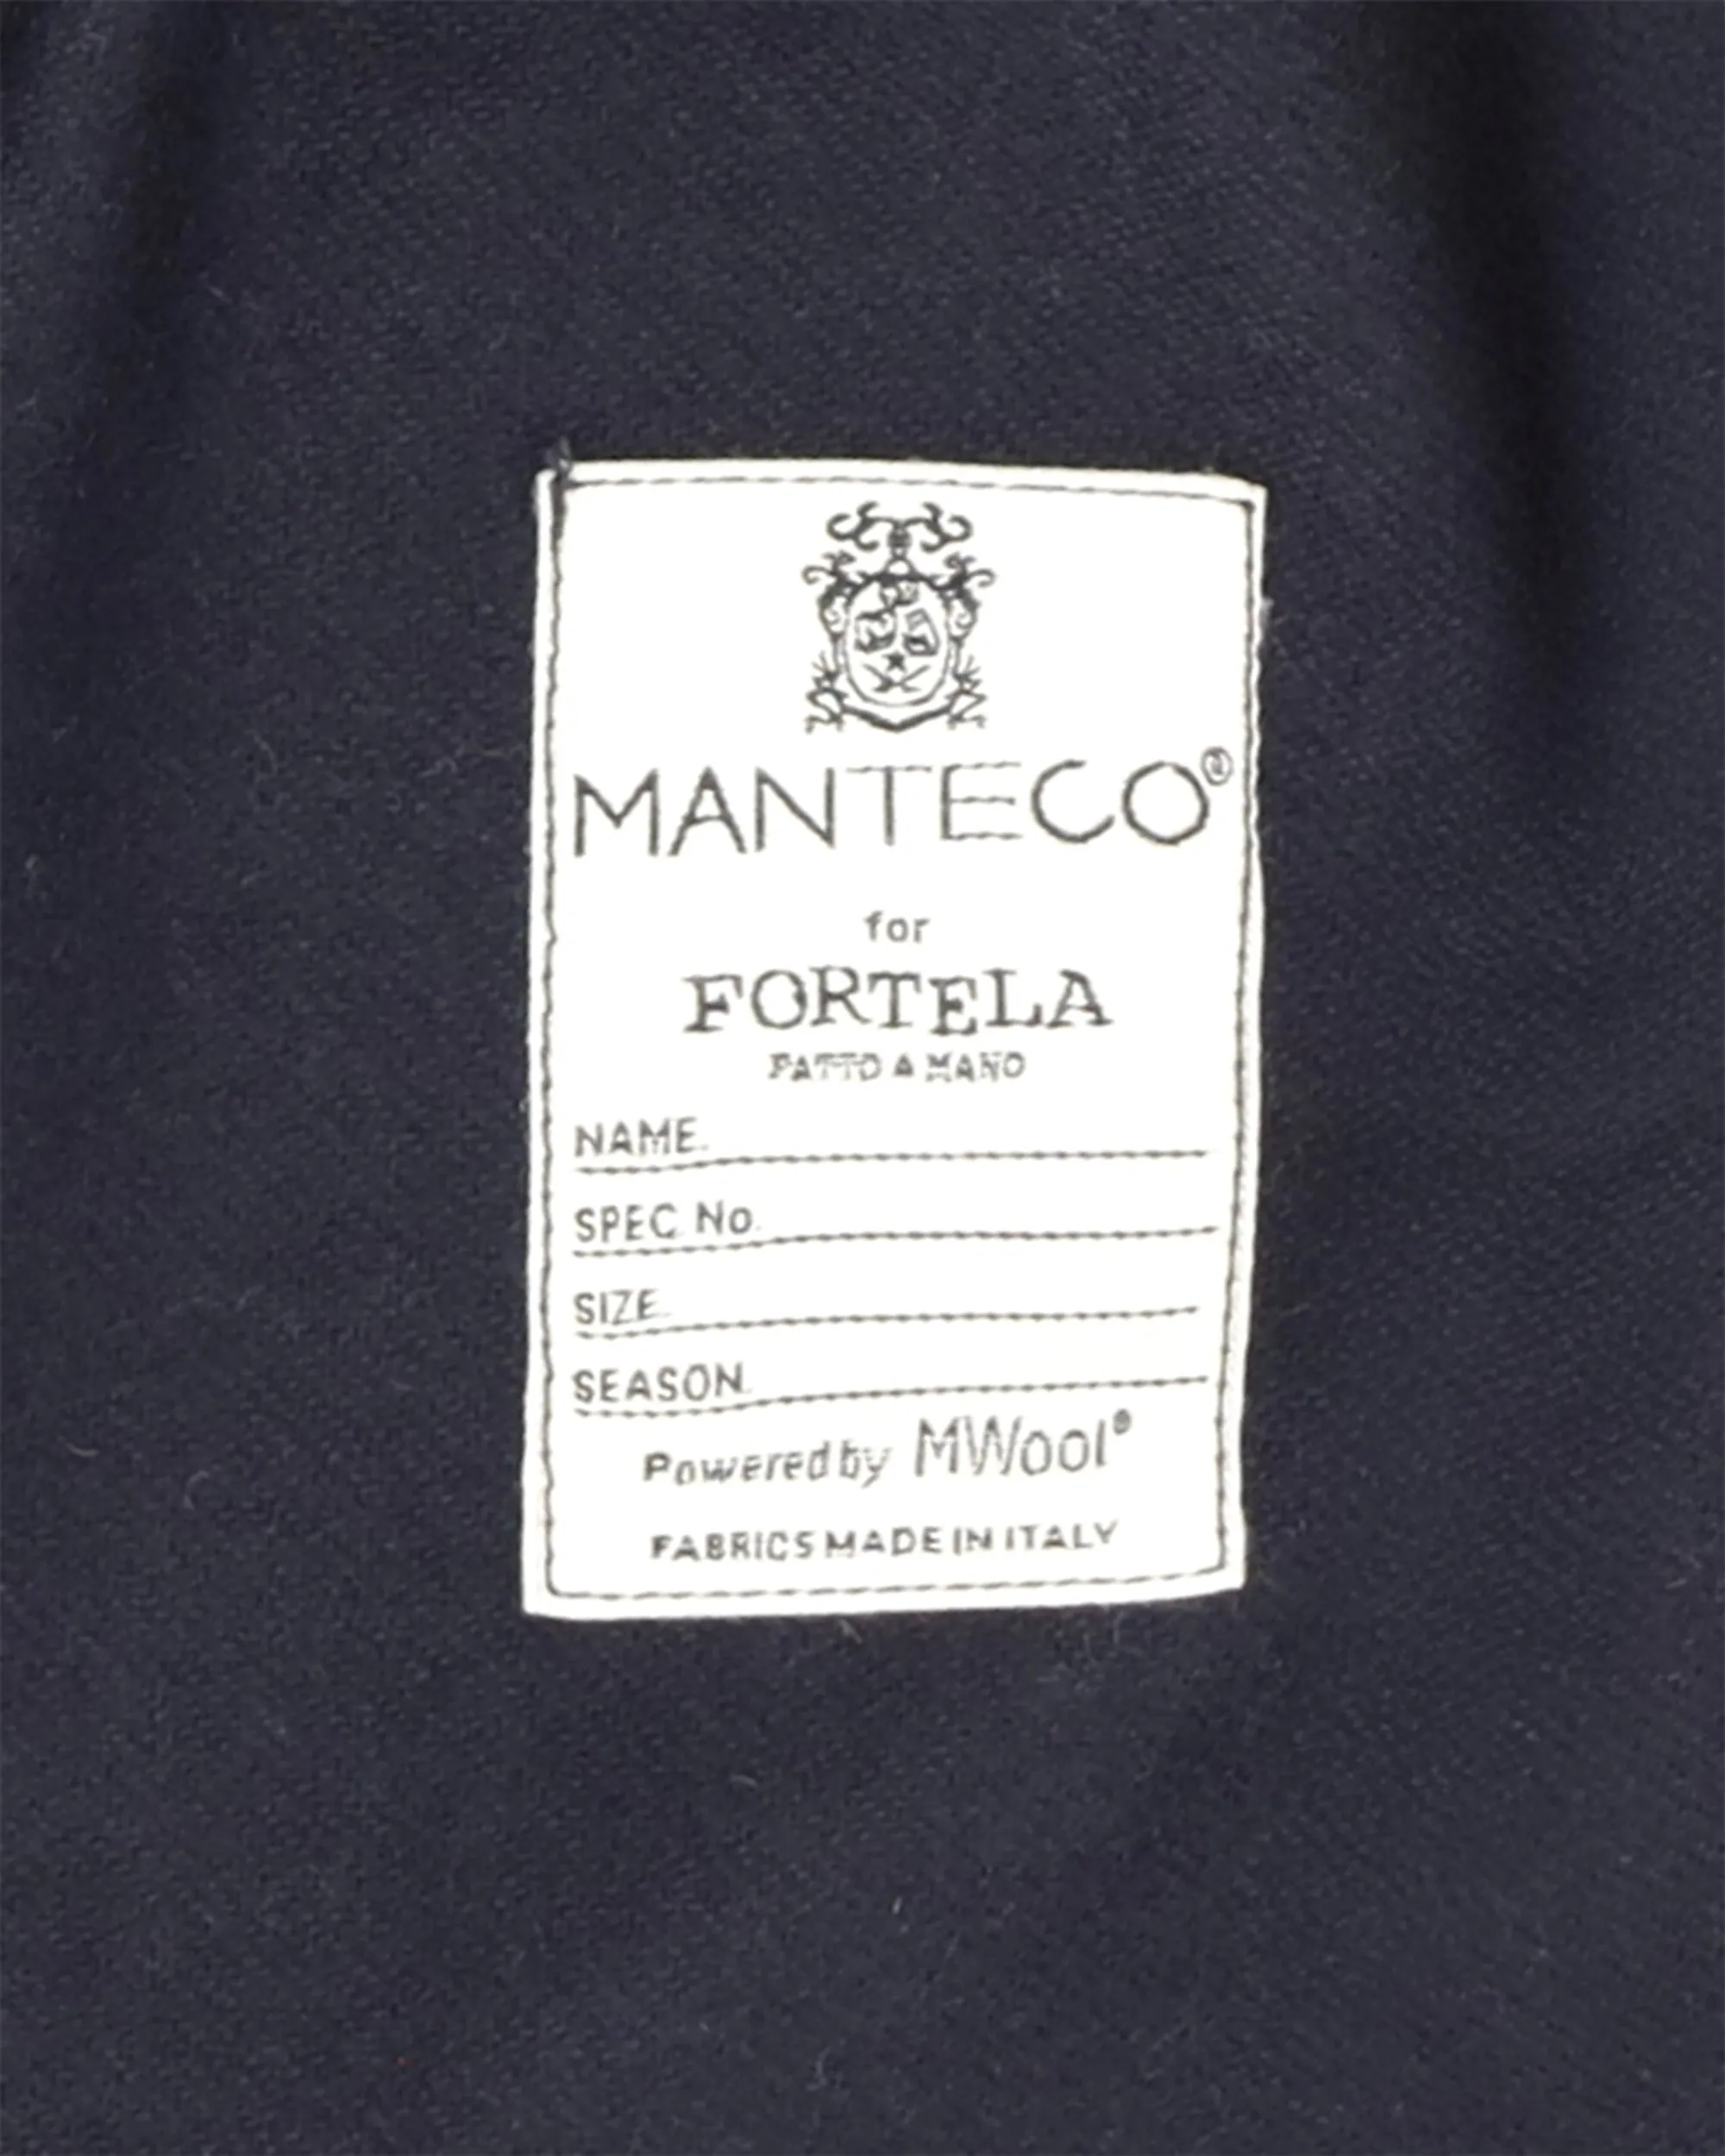 MANTECO®
for
FORTELA
FATTO A MANO
NAME.
SPEC No.
SIZE.
SEASON.
Powered by MWool®
FABRICS MADE IN ITALY